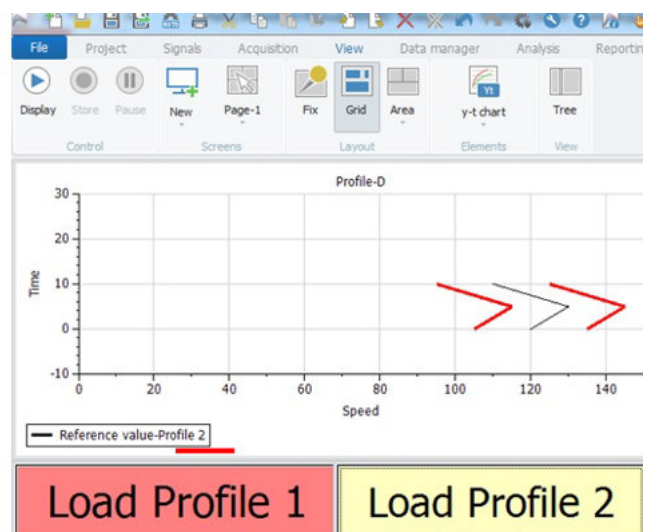 File Project Signals Acquisition View Data manager Analysis Reportin
Display Store Pause New Page-1 Fix Grid Area y-t chart Tree
Control Screens Layout Elements View
Profile-D
30
20
10
0
-10
Time
0 20 40 60 80 100 120 140
Speed
Reference value-Profile 2
Load Profile 1 Load Profile 2